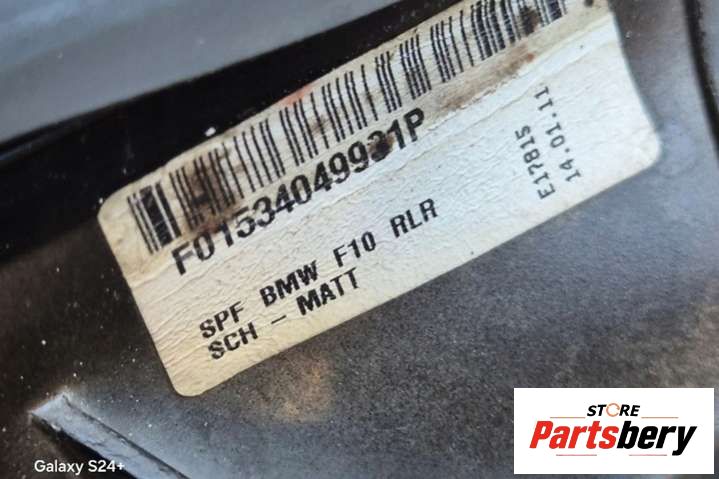 F01534049931P
SPF BMW F10 RLR
SCH - MATT
E17815
14.01.11
STORE
Partsbery
Galaxy S24+